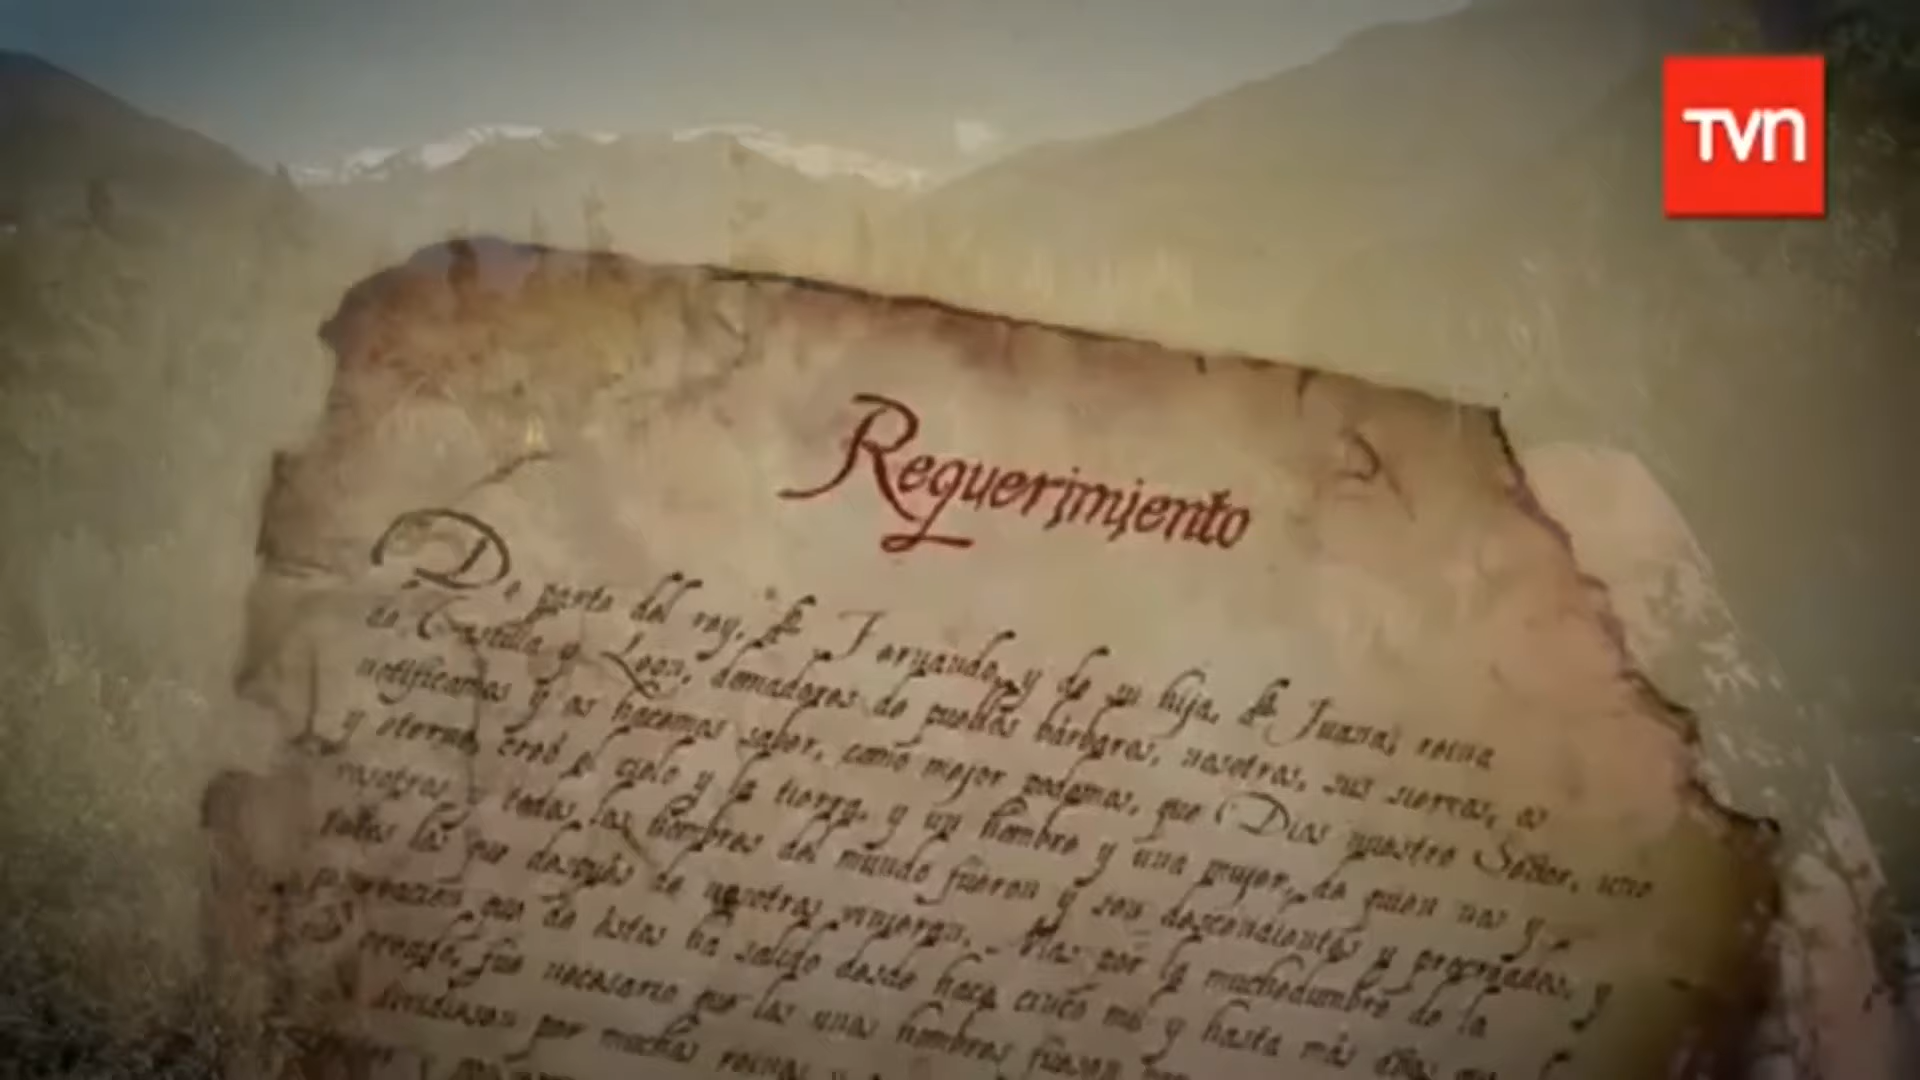 TVN
Requerimiento
De parte del rey, D. Fernando, y de su hija, D. Juana, reina
de Castilla y León, domadores de pueblos bárbaros, nosotros, sus siervos, os
notificamos y os hacemos saber, como mejor podemos, que Dios nuestro Señor, uno
y eterno, creó el cielo y la tierra, y un hombre y una mujer, de quien nos y
vosotros y todos los hombres del mundo fueron y son descendientes y procreados, y
todos los que después de nosotros vinieran. Mas por la muchedumbre de la
que de éstos ha salido desde hace cinco mil y hasta más años que
fue necesario que los unos hombres fuesen por
dividiesen por muchos reinos